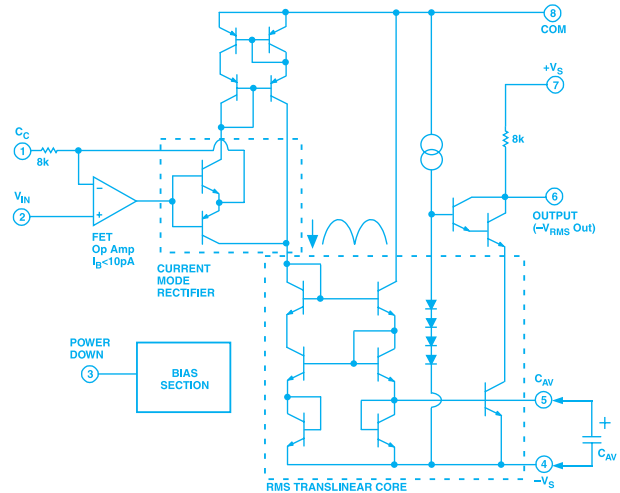 8
COM
+VS
7
8k
CC
1
8k
VIN
2
−
+
FET
Op Amp
IB<10pA
CURRENT
MODE
RECTIFIER
6
OUTPUT
(−VRMS Out)
POWER
DOWN
3
BIAS
SECTION
CAV
5
+
CAV
4
−VS
RMS TRANSLINEAR CORE